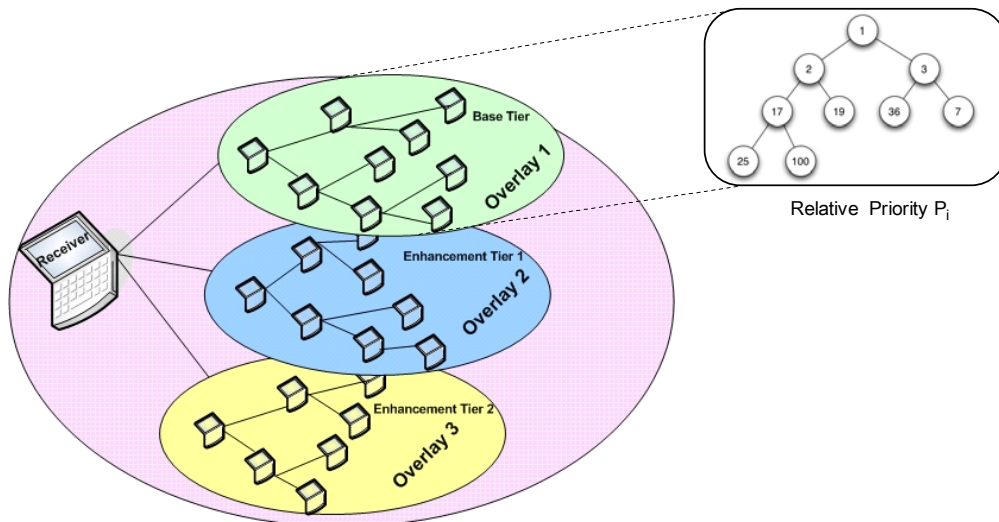 1
2
3
17
19
36
7
25
100
Relative Priority Pi
Base Tier
Overlay 1
Receiver
Enhancement Tier 1
Overlay 2
Enhancement Tier 2
Overlay 3